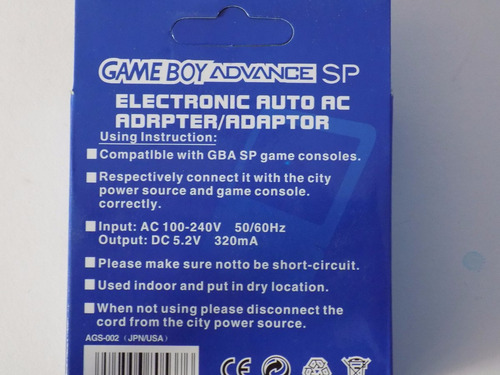 GAME BOY ADVANCE SP
ELECTRONIC AUTO AC
ADRPTER/ADAPTOR
Using Instruction:
■Compatible with GBA SP game consoles.
■Respectively connect it with the city
power source and game console.
correctly.
■Input: AC 100-240V 50/60Hz
Output: DC 5.2V 320mA
■Please make sure notto be short-circuit.
■Used indoor and put in dry location.
■When not using please disconnect the
cord from the city power source.
AGS-002 (JPN/USA)
CE